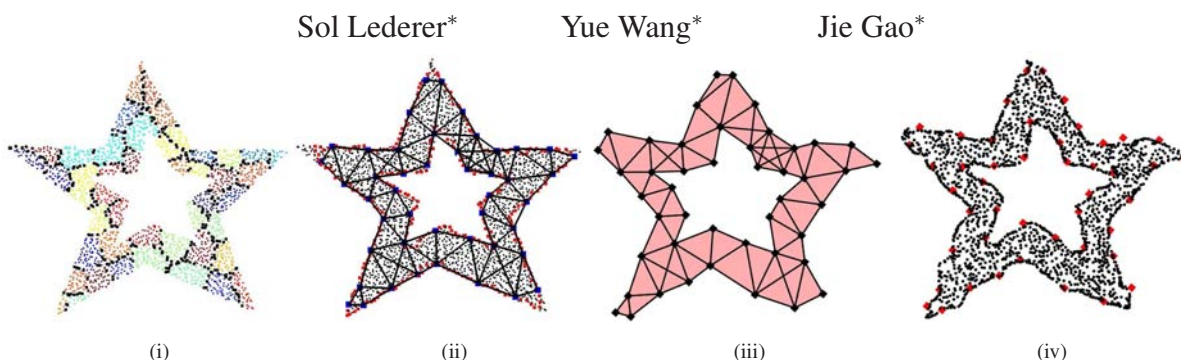 Sol Lederer* Yue Wang* Jie Gao*
(i) (ii) (iii) (iv)